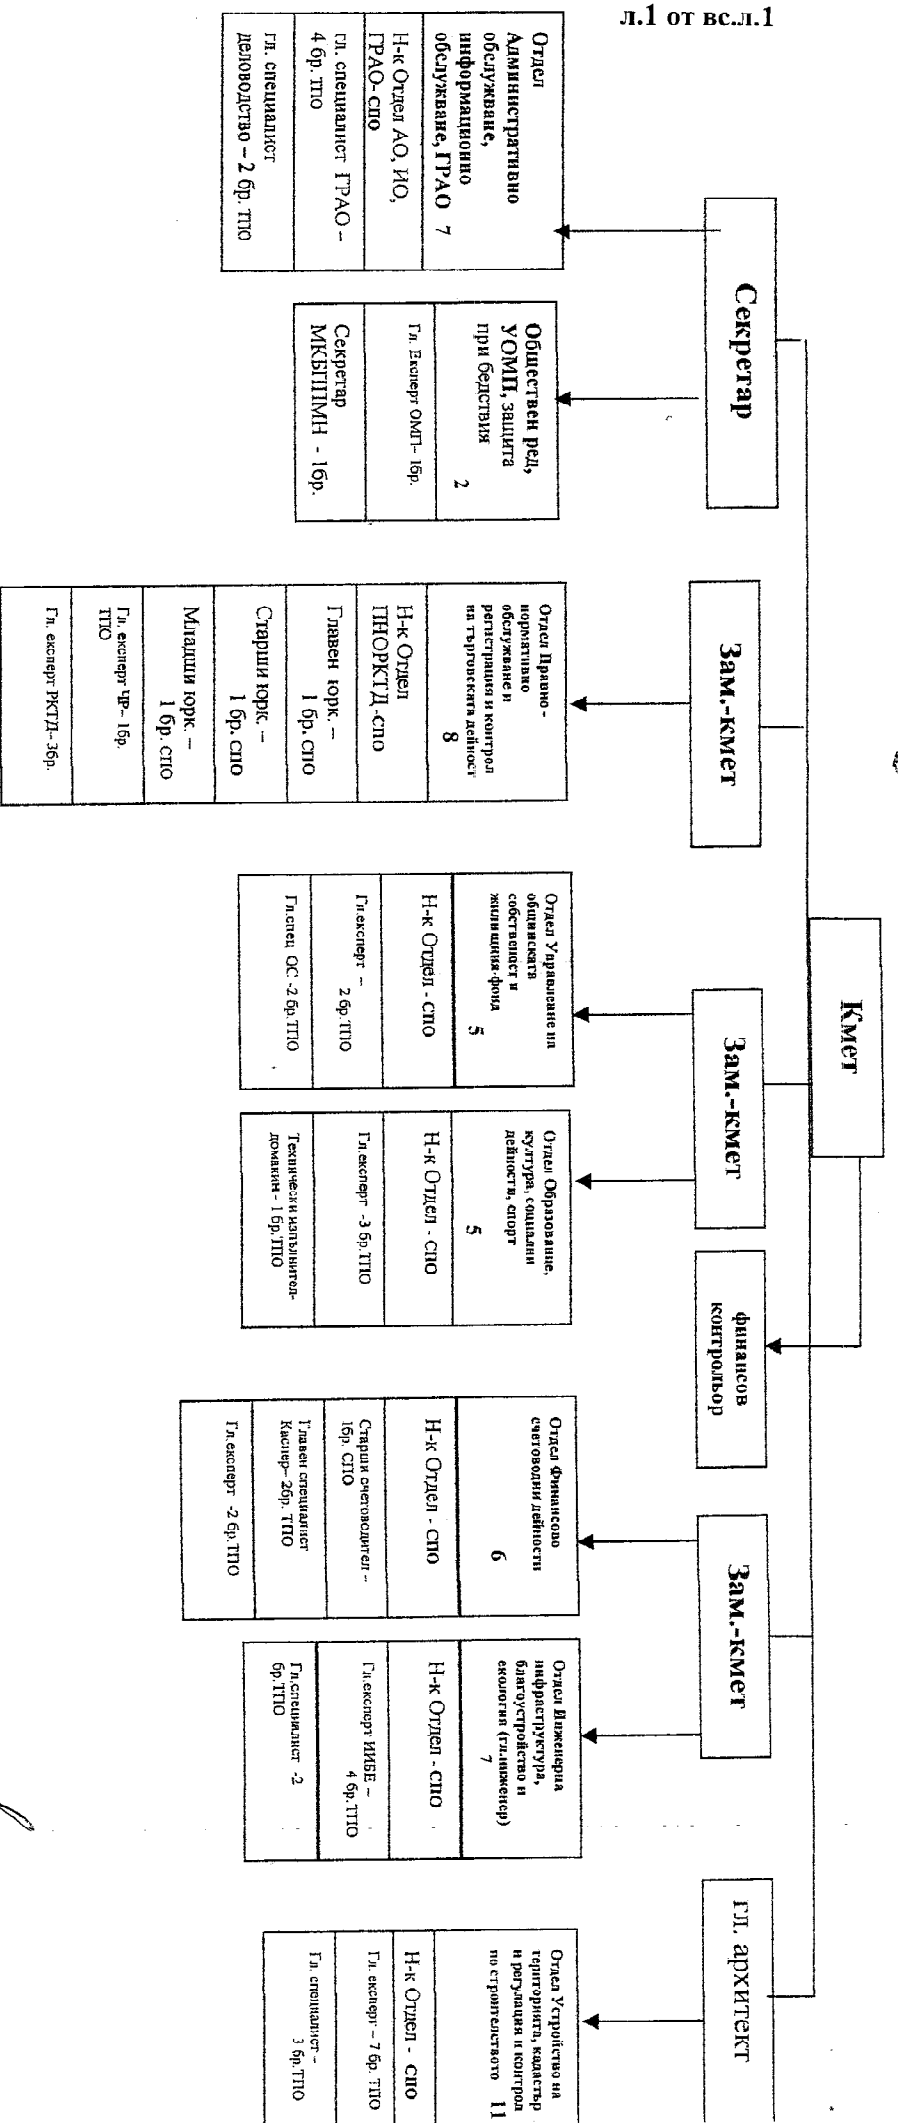 л.1 от вс.л.1
Кмет
финансов
контрольор
Секретар
Зам.-кмет
Зам.-кмет
Зам.-кмет
гл. архитект
Отдел
Административно
обслужване,
информационно
обслужване, ГРАО 7
Н-к Отдел АО, ИО,
ГРАО- спо
гл. специалист ГРАО –
4 бр. тпо
гл. специалист
деловодство – 2 бр. тпо
Обществен ред,
УОМП, защита
при бедствия
2
Гл. Експерт ОМП– 1бр.
Секретар
МКБППМН - 1бр.
Отдел Правно -
нормативно
обслужване и
регистрация и контрол
на търговската дейност
8
Н-к Отдел
ПНОРКТД -спо
Главен юрк. –
1 бр. спо
Старши юрк. –
1 бр. спо
Младши юрк. –
1 бр. спо
Гл. експерт ЧР– 1бр.
ТПО
Гл. експерт РКТД– 3бр.
Отдел Управление на
общинската
собственост и
жилищния фонд
5
Н-к Отдел - СПО
Гл.експерт –
2 бр.ТПО
Гл.спец ОС -2 бр.ТПО
Отдел Образование,
култура, социални
дейности, спорт
5
Н-к Отдел - СПО
Гл.експерт -3 бр.ТПО
Технически изпълнител-
домакин - 1 бр.ТПО
Отдел Финансово
счетоводни дейности
6
Н-к Отдел - СПО
Старши счетоводител –
1бр. СПО
Главен специалист
Касиер– 2бр. ТПО
Гл.експерт -2 бр.ТПО
Отдел Инженерна
инфраструктура,
благоустройство и
екология (гл.инженер)
7
Н-к Отдел - СПО
Гл.експерт ИИБЕ –
4 бр.ТПО
Гл.специалист -2
бр.ТПО
Отдел Устройство на
територията, кадастър
и регулация и контрол
по строителството 11
Н-к Отдел - СПО
Гл. експерт – 7 бр. ТПО
Гл. специалист –
3 бр.ТПО